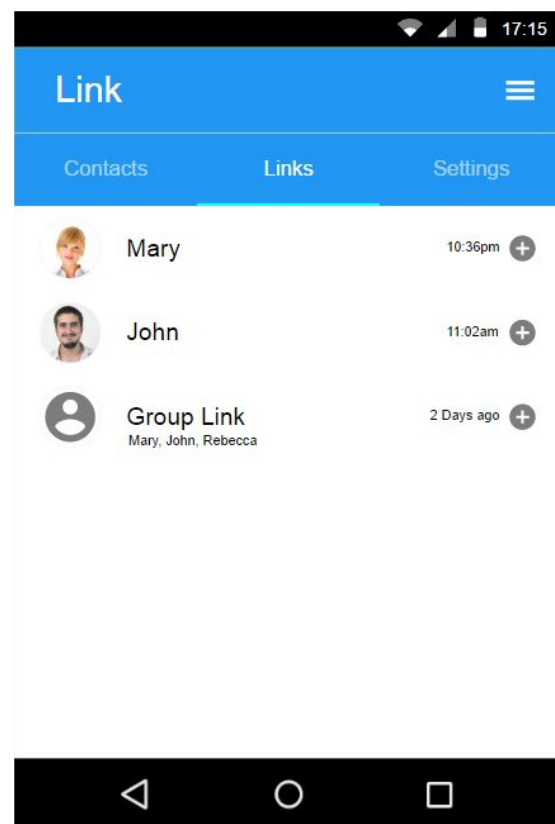 17:15
Link
Contacts Links Settings
Mary 10:36pm
John 11:02am
Group Link 2 Days ago
Mary, John, Rebecca